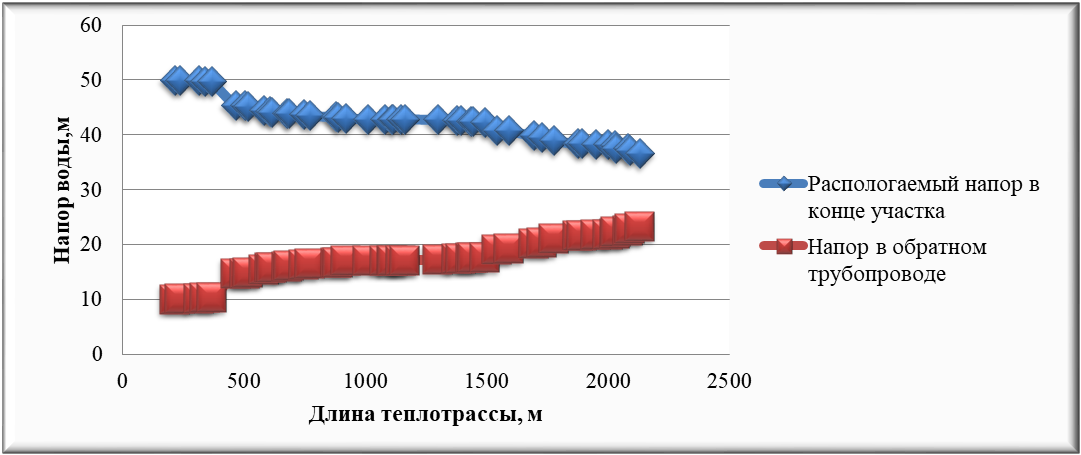 60
50
40
30
20
10
0
0 500 1000 1500 2000 2500
Напор воды,м
Длина теплотрассы, м
Распологаемый напор в
конце участка
Напор в обратном
трубопроводе